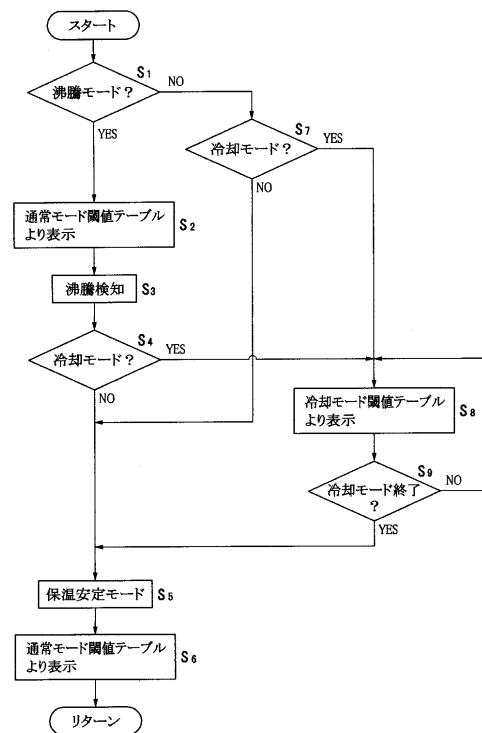 スタート
沸騰モード？
S1
NO
YES
冷却モード？
S7
YES
NO
通常モード閾値テーブル
より表示
S2
沸騰検知
S3
冷却モード？
S4
YES
NO
冷却モード閾値テーブル
より表示
S8
冷却モード終了
？
S9
NO
YES
保温安定モード
S5
通常モード閾値テーブル
より表示
S6
リターン